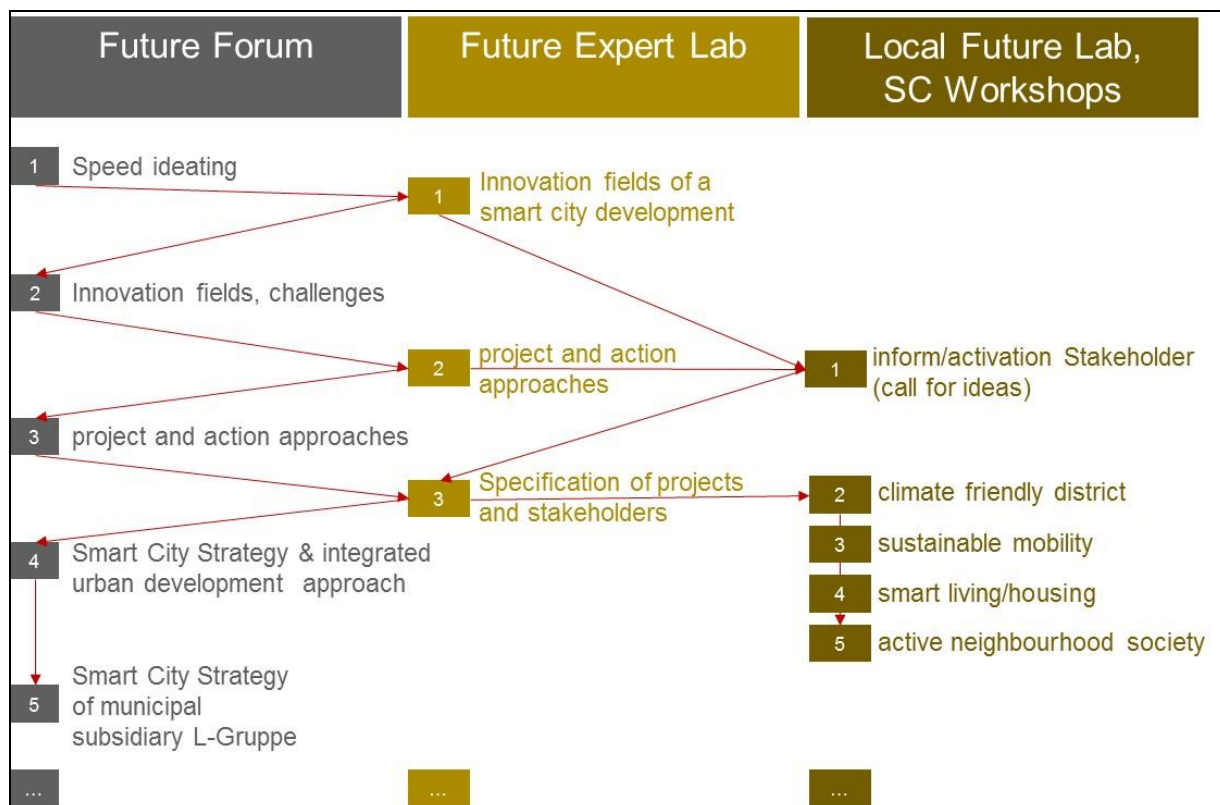 Future Forum
1 Speed ideating
2 Innovation fields, challenges
3 project and action approaches
4 Smart City Strategy & integrated
urban development approach
5 Smart City Strategy
of municipal
subsidiary L-Gruppe
...
Future Expert Lab
1 Innovation fields of a
smart city development
2 project and action
approaches
3 Specification of projects
and stakeholders
...
Local Future Lab,
SC Workshops
1 inform/activation Stakeholder
(call for ideas)
2 climate friendly district
3 sustainable mobility
4 smart living/housing
5 active neighbourhood society
...